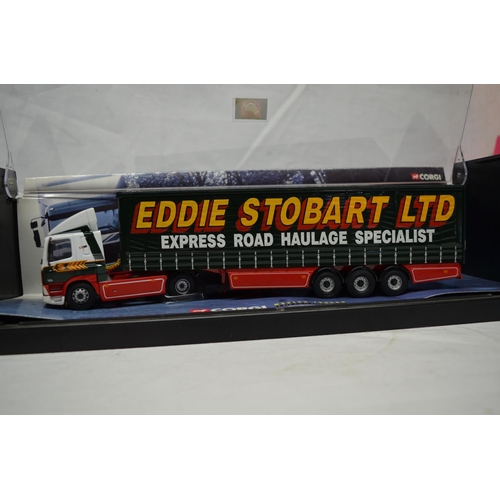 CORGI
EDDIE STOBART LTD
EXPRESS ROAD HAULAGE SPECIALIST
CORGI